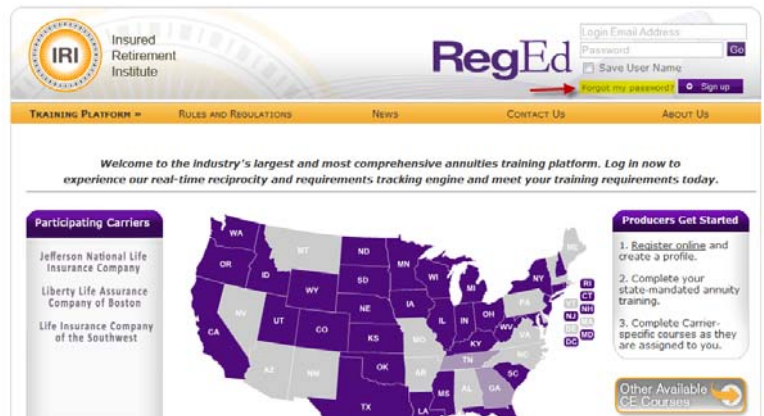 IRI
Insured
Retirement
Institute
RegEd
Login Email Address
Password
Go
Save User Name
Forgot my password?
Sign up
TRAINING PLATFORM »
RULES AND REGULATIONS
NEWS
CONTACT US
ABOUT US
Welcome to the industry's largest and most comprehensive annuities training platform. Log in now to
experience our real-time reciprocity and requirements tracking engine and meet your training requirements today.
Participating Carriers
Jefferson National Life
Insurance Company
Liberty Life Assurance
Company of Boston
Life Insurance Company
of the Southwest
WA
MT
ND
MN
ME
OR
ID
SD
WI
MI
NY
WY
RI
CT
VT
NH
NJ
MD
DC
NV
UT
CO
NE
IA
IL
IN
OH
PA
WV
VA
CA
KS
MO
KY
AZ
NM
OK
AR
TN
NC
SC
TX
LA
MS
AL
GA
Producers Get Started
1. Register online and
create a profile.
2. Complete your
state-mandated annuity
training.
3. Complete Carrier-
specific courses as they
are assigned to you.
Other Available
CE Courses